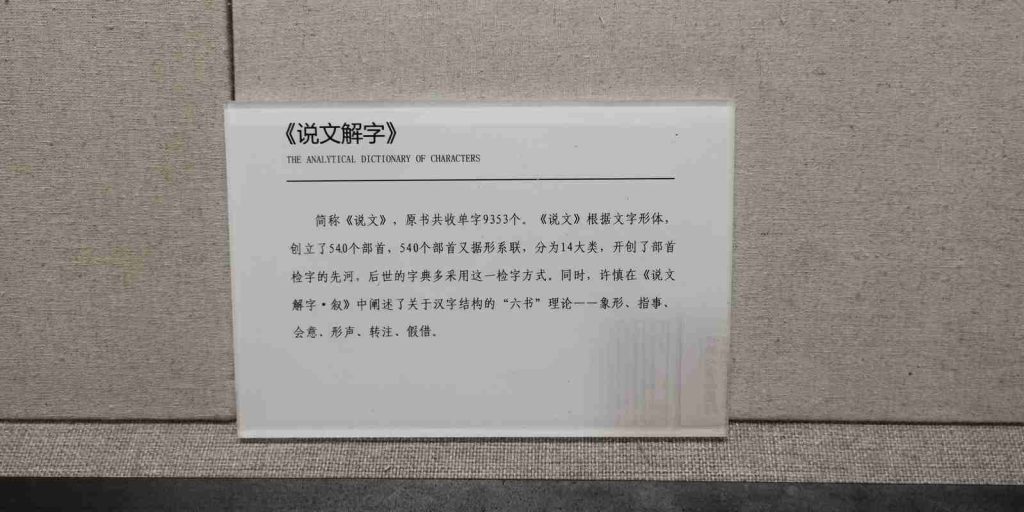 《说文解字》
THE ANALYTICAL DICTIONARY OF CHARACTERS
简称《说文》，原书共收单字9353个。《说文》根据文字形体，
创立了540个部首，540个部首又据形系联，分为14大类，开创了部首
检字的先河，后世的字典多采用这一检字方式。同时，许慎在《说文
解字·叙》中阐述了关于汉字结构的“六书”理论——象形、指事、
会意、形声、转注、假借。